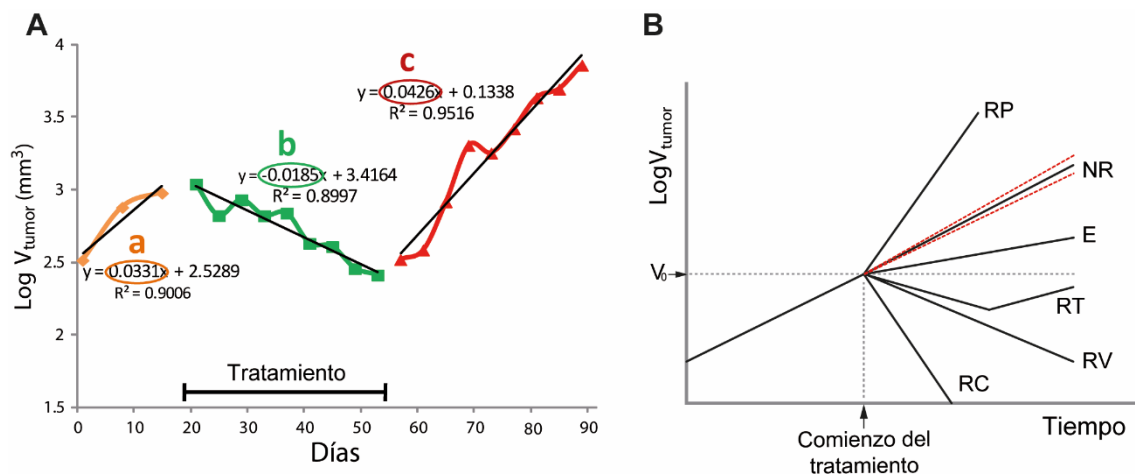 A
Log Vtumor (mm³)
4
3.5
3
2.5
2
1.5
0
10
20
30
40
50
60
70
80
90
Días
a
y = 0.0331x + 2.5289
R² = 0.9006
b
y = -0.0185x + 3.4164
R² = 0.8997
c
y = 0.0426x + 0.1338
R² = 0.9516
Tratamiento
B
LogVtumor
V₀
RP
NR
E
RT
RV
RC
Tiempo
Comienzo del
tratamiento